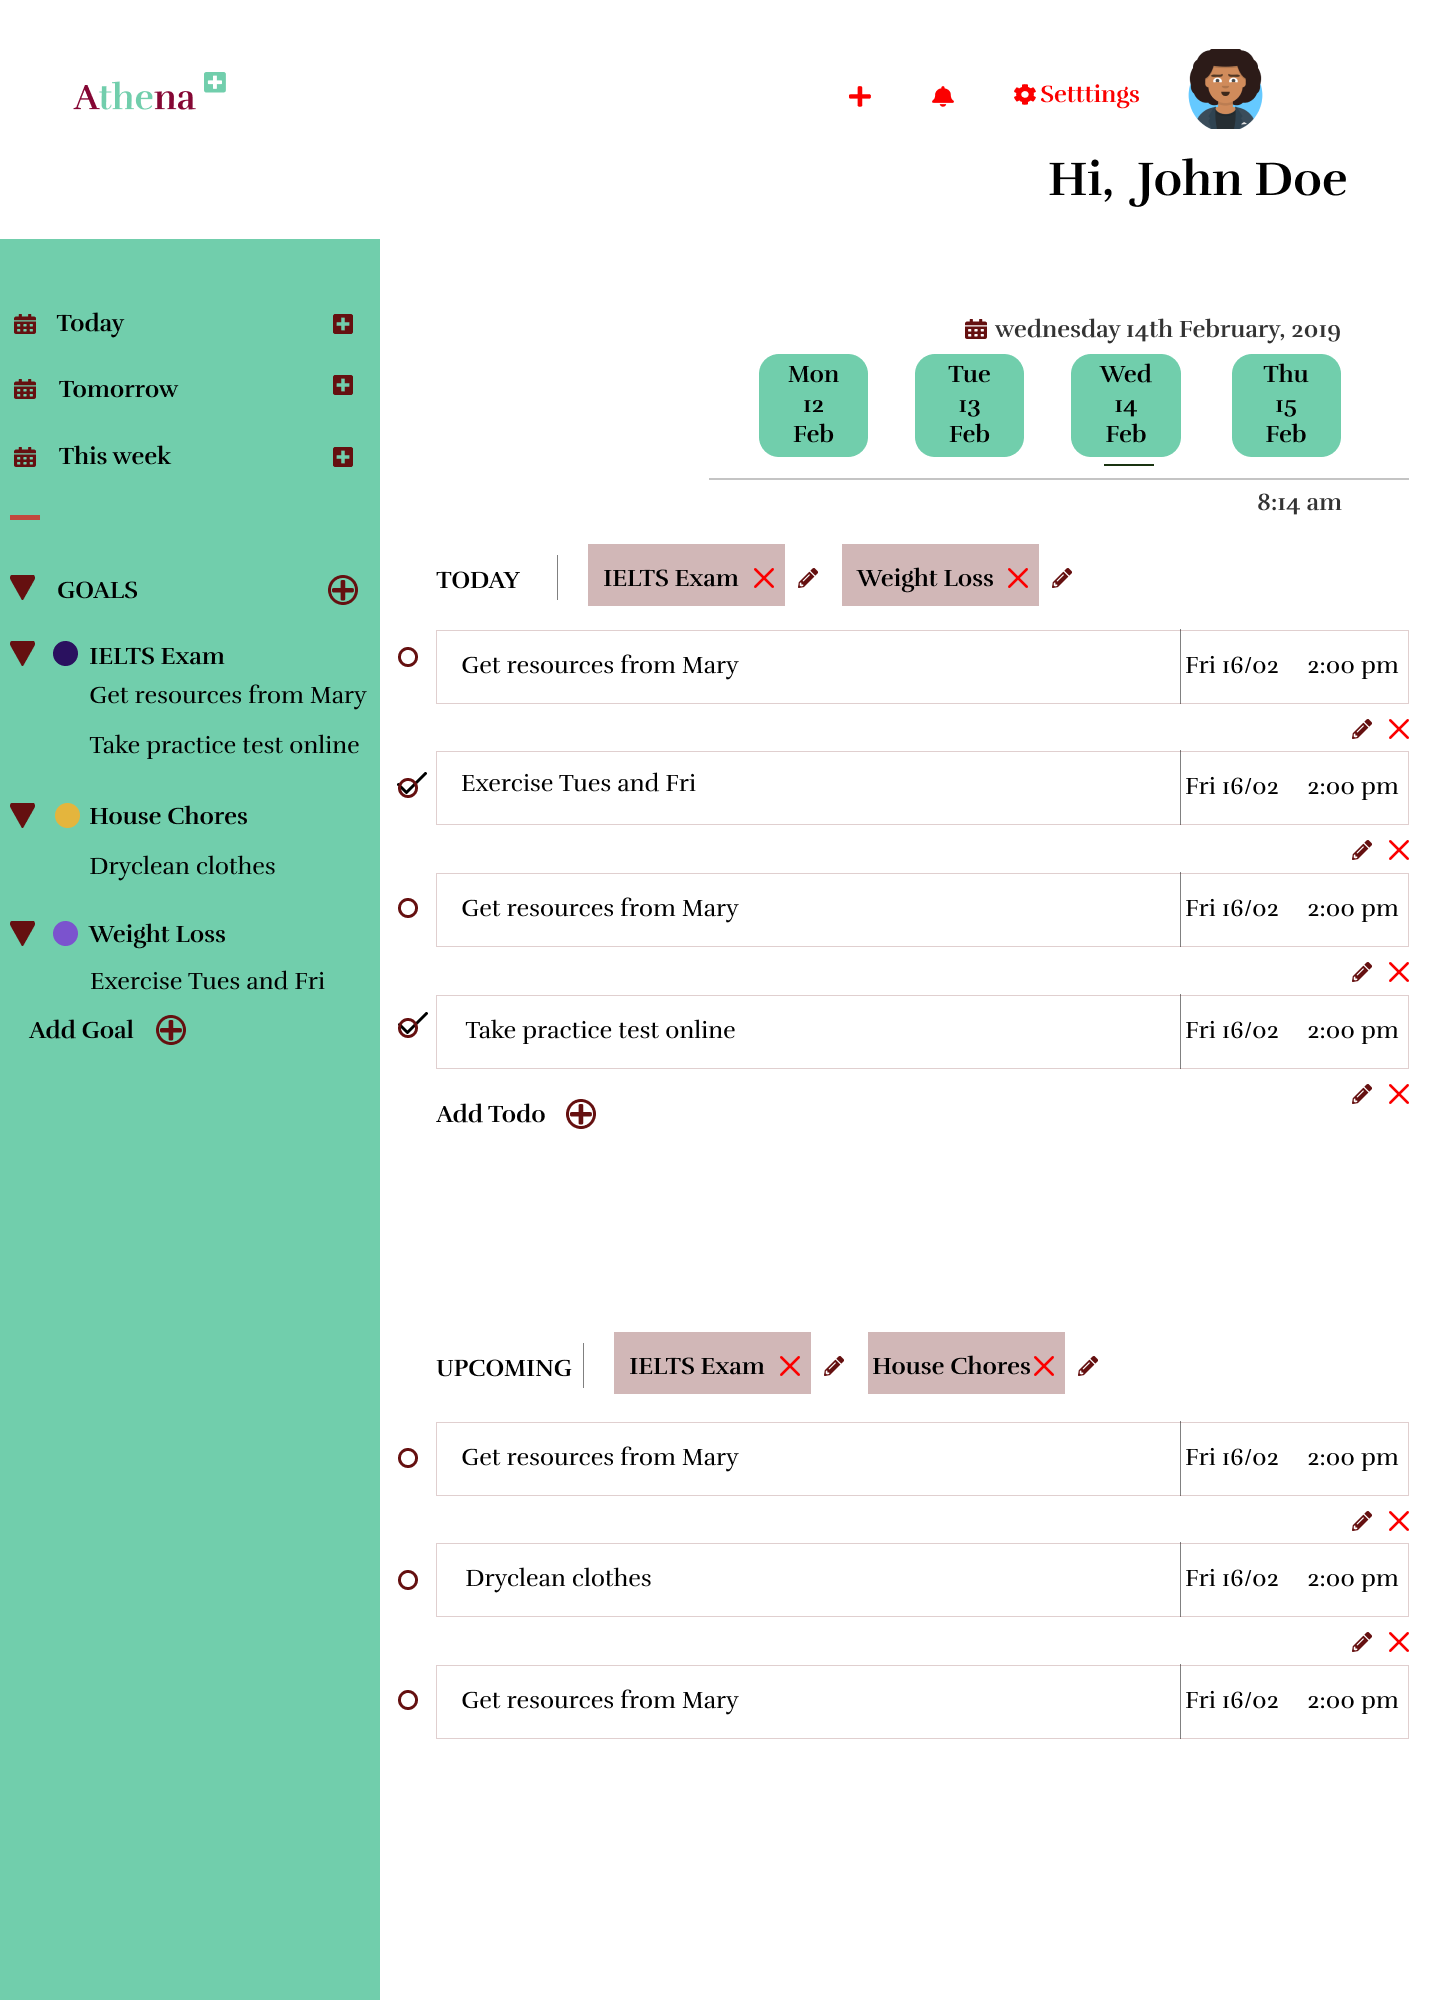 Athena
Setttings
Hi, John Doe
Today
Tomorrow
This week
GOALS
IELTS Exam
Get resources from Mary
Take practice test online
House Chores
Dryclean clothes
Weight Loss
Exercise Tues and Fri
Add Goal
wednesday 14th February, 2019
Mon
12
Feb
Tue
13
Feb
Wed
14
Feb
Thu
15
Feb
8:14 am
TODAY
IELTS Exam
Weight Loss
Get resources from Mary Fri 16/02 2:00 pm
Exercise Tues and Fri Fri 16/02 2:00 pm
Get resources from Mary Fri 16/02 2:00 pm
Take practice test online Fri 16/02 2:00 pm
Add Todo
UPCOMING
IELTS Exam
House Chores
Get resources from Mary Fri 16/02 2:00 pm
Dryclean clothes Fri 16/02 2:00 pm
Get resources from Mary Fri 16/02 2:00 pm